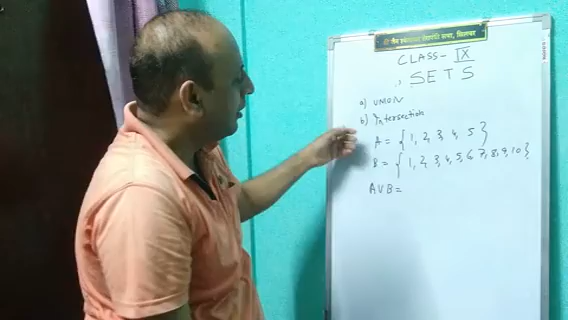 CLASS - IX
SETS
a) UNION
b) Intersection
A = { 1, 2, 3, 4, 5 }
B = { 1, 2, 3, 4, 5, 6, 7, 8, 9, 10 }
AUB =